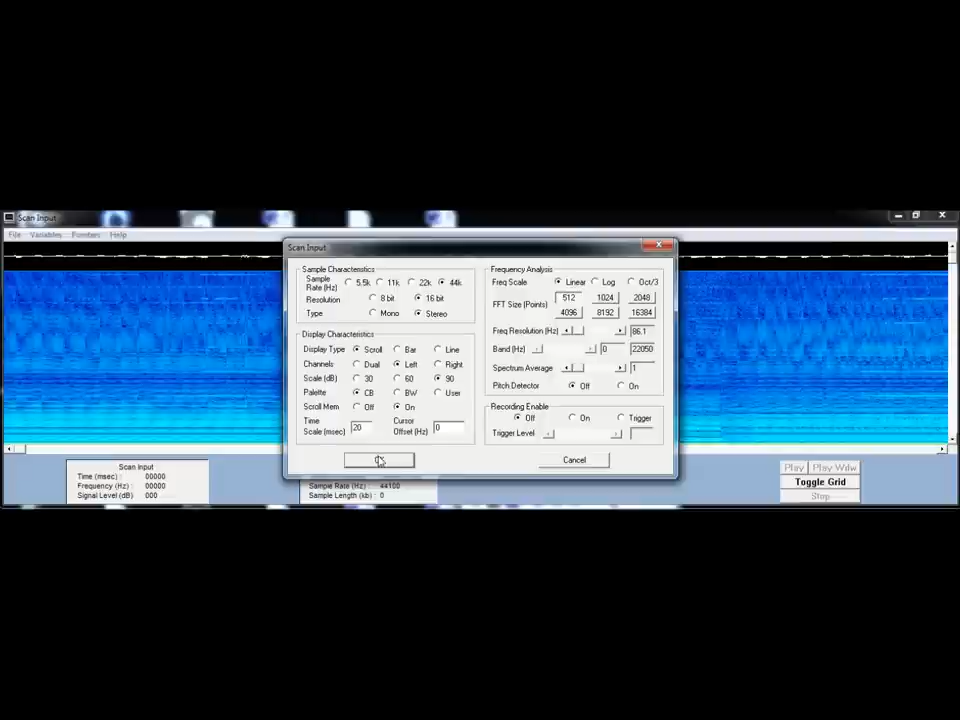 Scan Input
File Variables Function Help
Scan Input
Sample Characteristics
Sample Rate (Hz) 5.5k 11k 22k 44k
Resolution 8 bit 16 bit
Type Mono Stereo
Display Characteristics
Display Type Scroll Bar Line
Channels Dual Left Right
Scale (dB) 30 60 90
Palette CB BW User
Scroll Mem Off On
Time Scale (msec) 20 Cursor Offset (Hz) 0
Frequency Analysis
Freq Scale Linear Log Oct/3
FFT Size (Points) 512 1024 2048
4096 8192 16384
Freq Resolution (Hz) 86.1
Band (Hz) 0 22050
Spectrum Average 1
Pitch Detector Off On
Recording Enable
Off On Trigger
Trigger Level
Cancel
Scan Input
Time (msec) : 00000
Frequency (Hz) : 00000
Signal Level (dB) 000
Sample Rate (Hz) : 44100
Sample Length (kb) : 0
Play Play Wdw
Toggle Grid
Stop